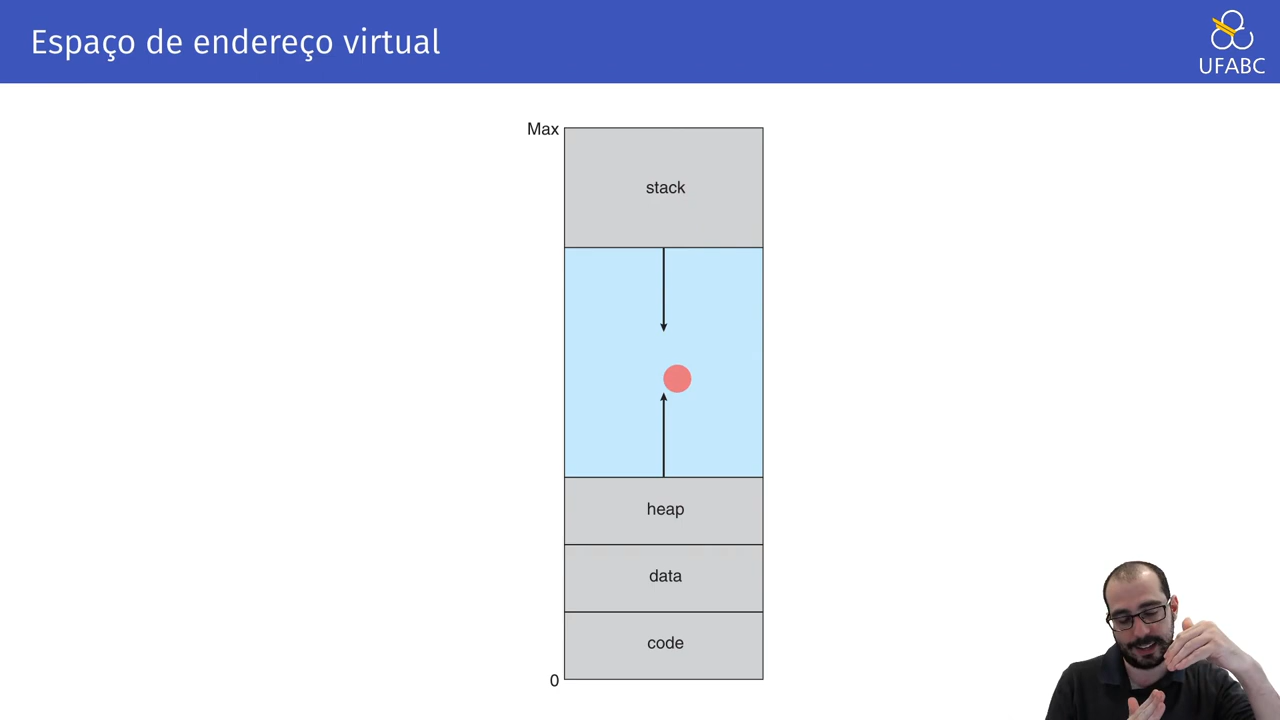 Espaço de endereço virtual
UFABC
Max
stack
heap
data
code
0